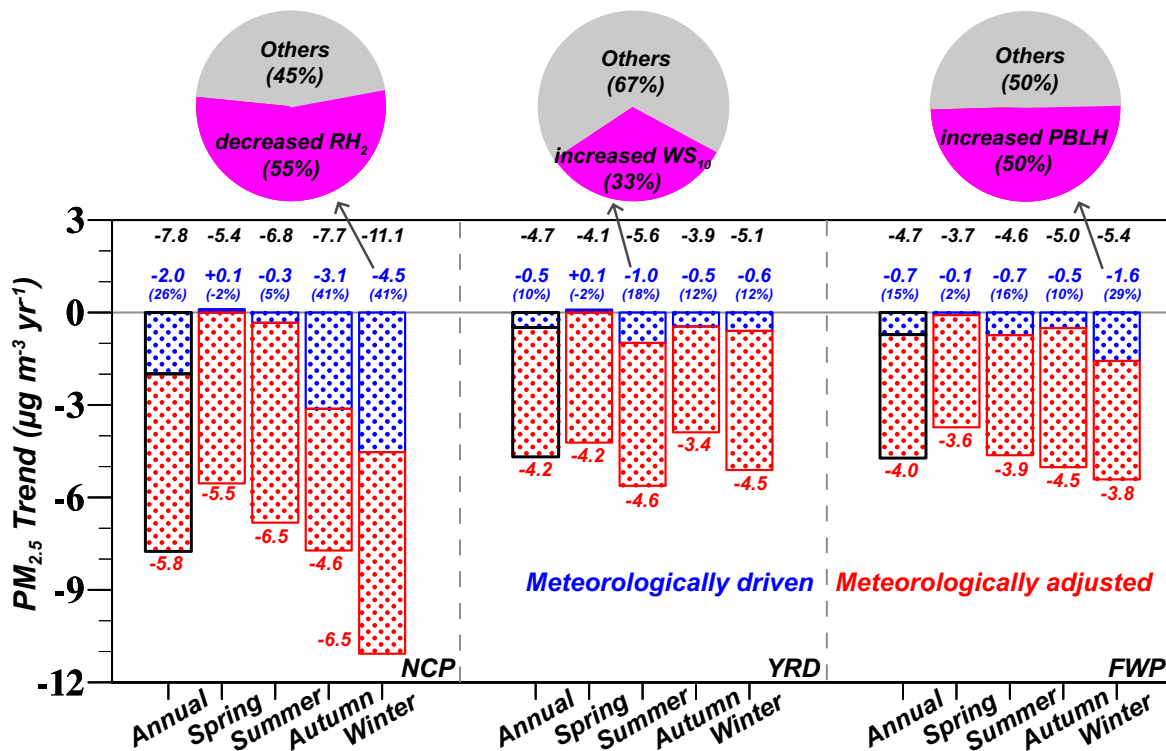 Others
(45%)
decreased RH₂
(55%)
Others
(67%)
increased WS₁₀
(33%)
Others
(50%)
increased PBLH
(50%)
PM₂.₅ Trend (µg m⁻³ yr⁻¹)
3
0
-3
-6
-9
-12
-7.8 -5.4 -6.8 -7.7 -11.1
-2.0 +0.1 -0.3 -3.1 -4.5
(26%) (-2%) (5%) (41%) (41%)
-5.8 -5.5 -6.5 -4.6 -6.5
NCP
Annual Spring Summer Autumn Winter
-4.7 -4.1 -5.6 -3.9 -5.1
-0.5 +0.1 -1.0 -0.5 -0.6
(10%) (-2%) (18%) (12%) (12%)
-4.2 -4.2 -4.6 -3.4 -4.5
Meteorologically driven
YRD
Annual Spring Summer Autumn Winter
-4.7 -3.7 -4.6 -5.0 -5.4
-0.7 -0.1 -0.7 -0.5 -1.6
(15%) (2%) (16%) (10%) (29%)
-4.0 -3.6 -3.9 -4.5 -3.8
Meteorologically adjusted
FWP
Annual Spring Summer Autumn Winter